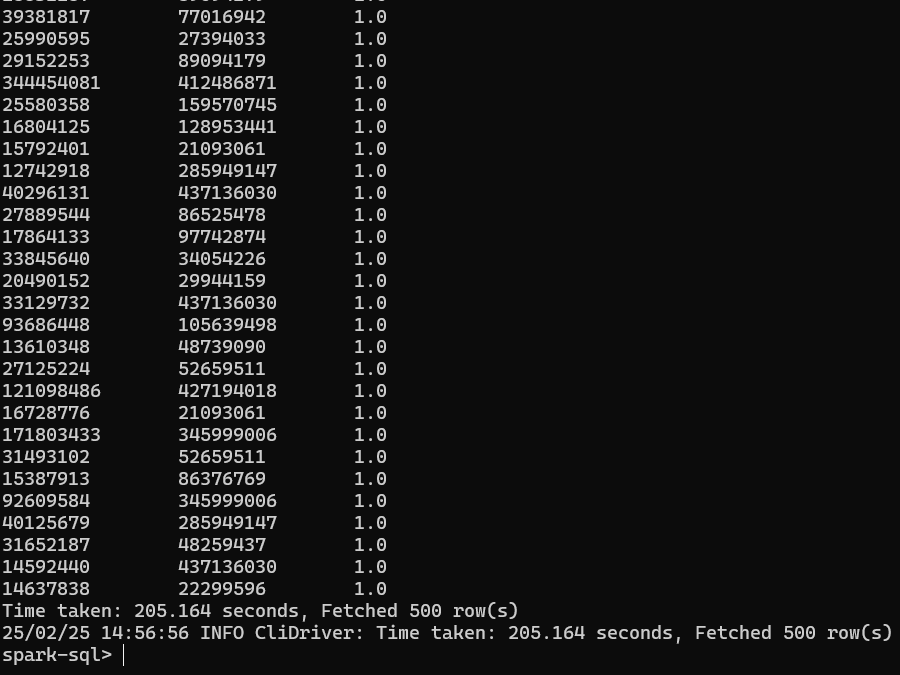 39381817 77016942 1.0
25990595 27394033 1.0
29152253 89094179 1.0
344454081 412486871 1.0
25580358 159570745 1.0
16804125 128953441 1.0
15792401 21093061 1.0
12742918 285949147 1.0
40296131 437136030 1.0
27889544 86525478 1.0
17864133 97742874 1.0
33845640 34054226 1.0
20490152 29944159 1.0
33129732 437136030 1.0
93686448 105639498 1.0
13610348 48739090 1.0
27125224 52659511 1.0
121098486 427194018 1.0
16728776 21093061 1.0
171803433 345999006 1.0
31493102 52659511 1.0
15387913 86376769 1.0
92609584 345999006 1.0
40125679 285949147 1.0
31652187 48259437 1.0
14592440 437136030 1.0
14637838 22299596 1.0
Time taken: 205.164 seconds, Fetched 500 row(s)
25/02/25 14:56:56 INFO CliDriver: Time taken: 205.164 seconds, Fetched 500 row(s)
spark-sql>